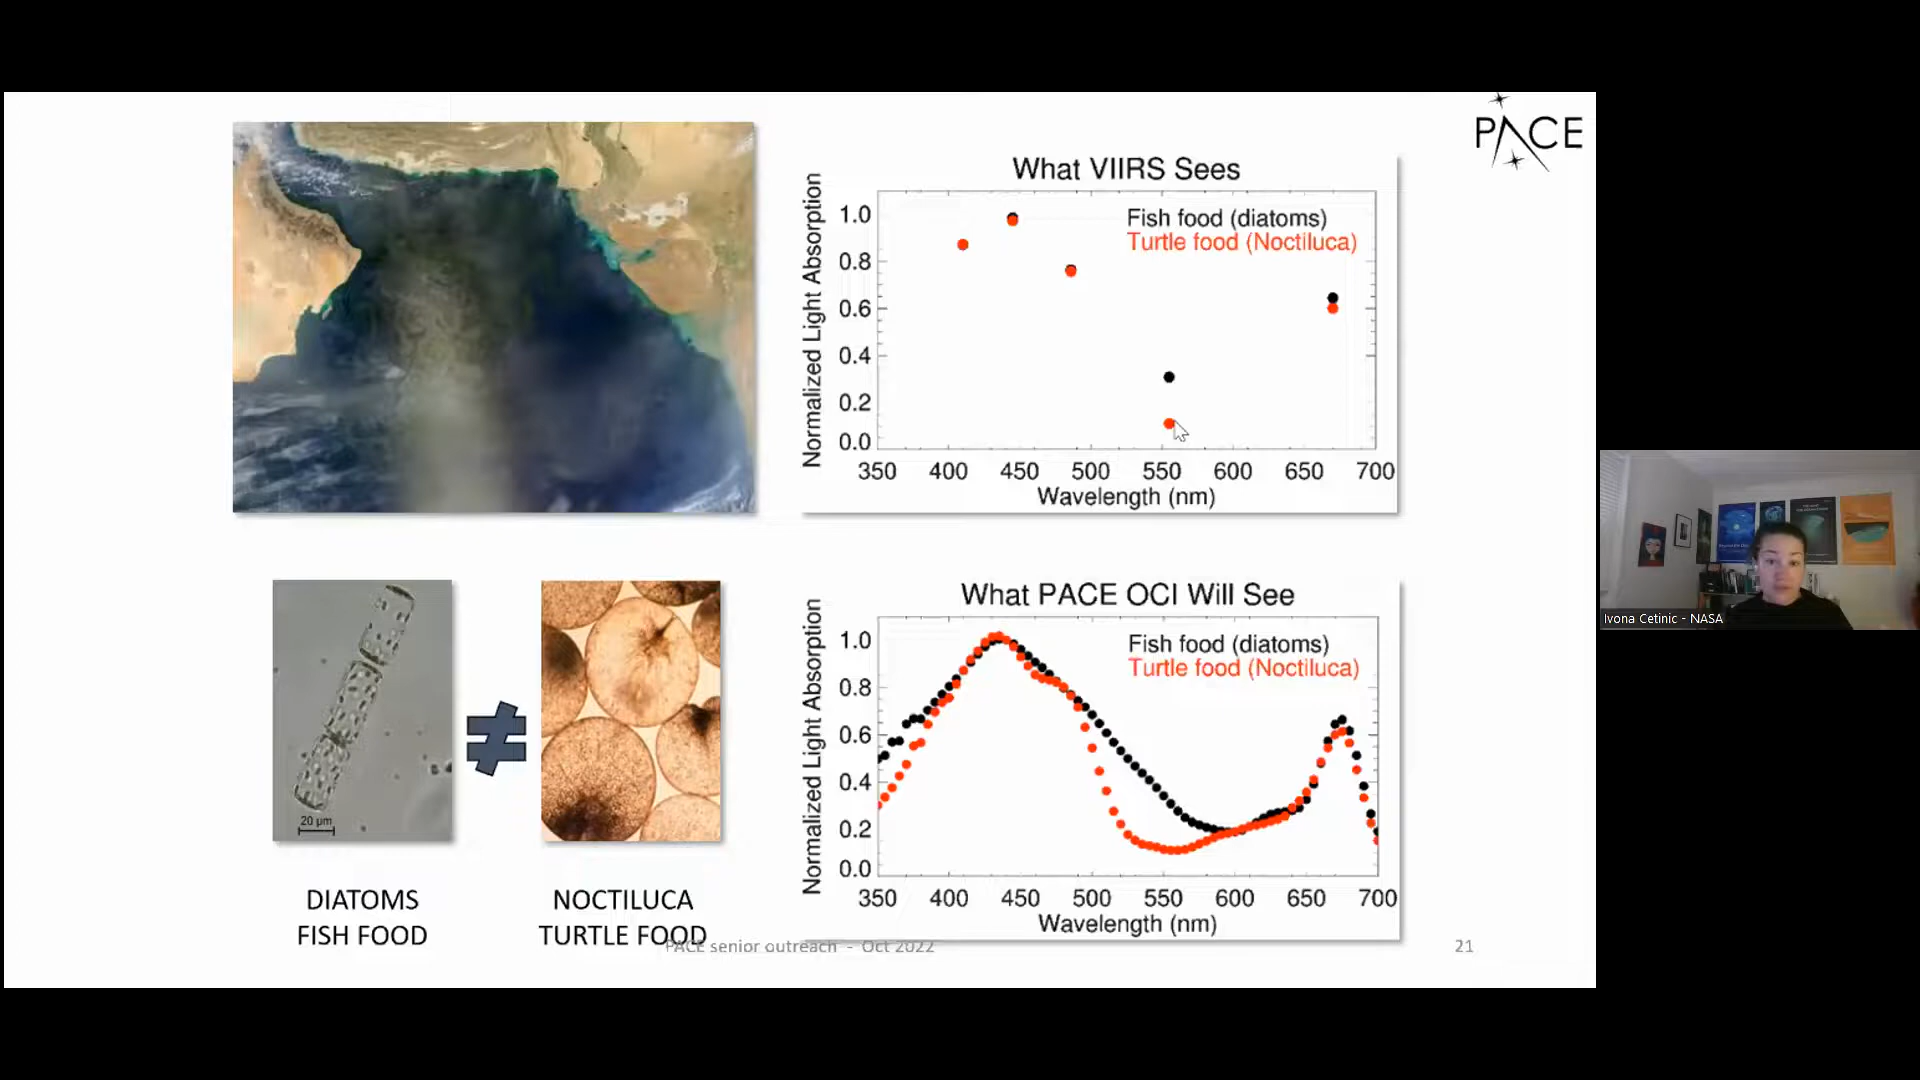 PACE
What VIIRS Sees
Normalized Light Absorption
1.0
0.8
0.6
0.4
0.2
0.0
Fish food (diatoms)
Turtle food (Noctiluca)
350 400 450 500 550 600 650 700
Wavelength (nm)
What PACE OCI Will See
Normalized Light Absorption
1.0
0.8
0.6
0.4
0.2
0.0
Fish food (diatoms)
Turtle food (Noctiluca)
350 400 450 500 550 600 650 700
Wavelength (nm)
20 µm
DIATOMS
FISH FOOD
NOCTILUCA
TURTLE FOOD
PACE senior outreach - Oct 2022
21
Ivona Cetinic - NASA